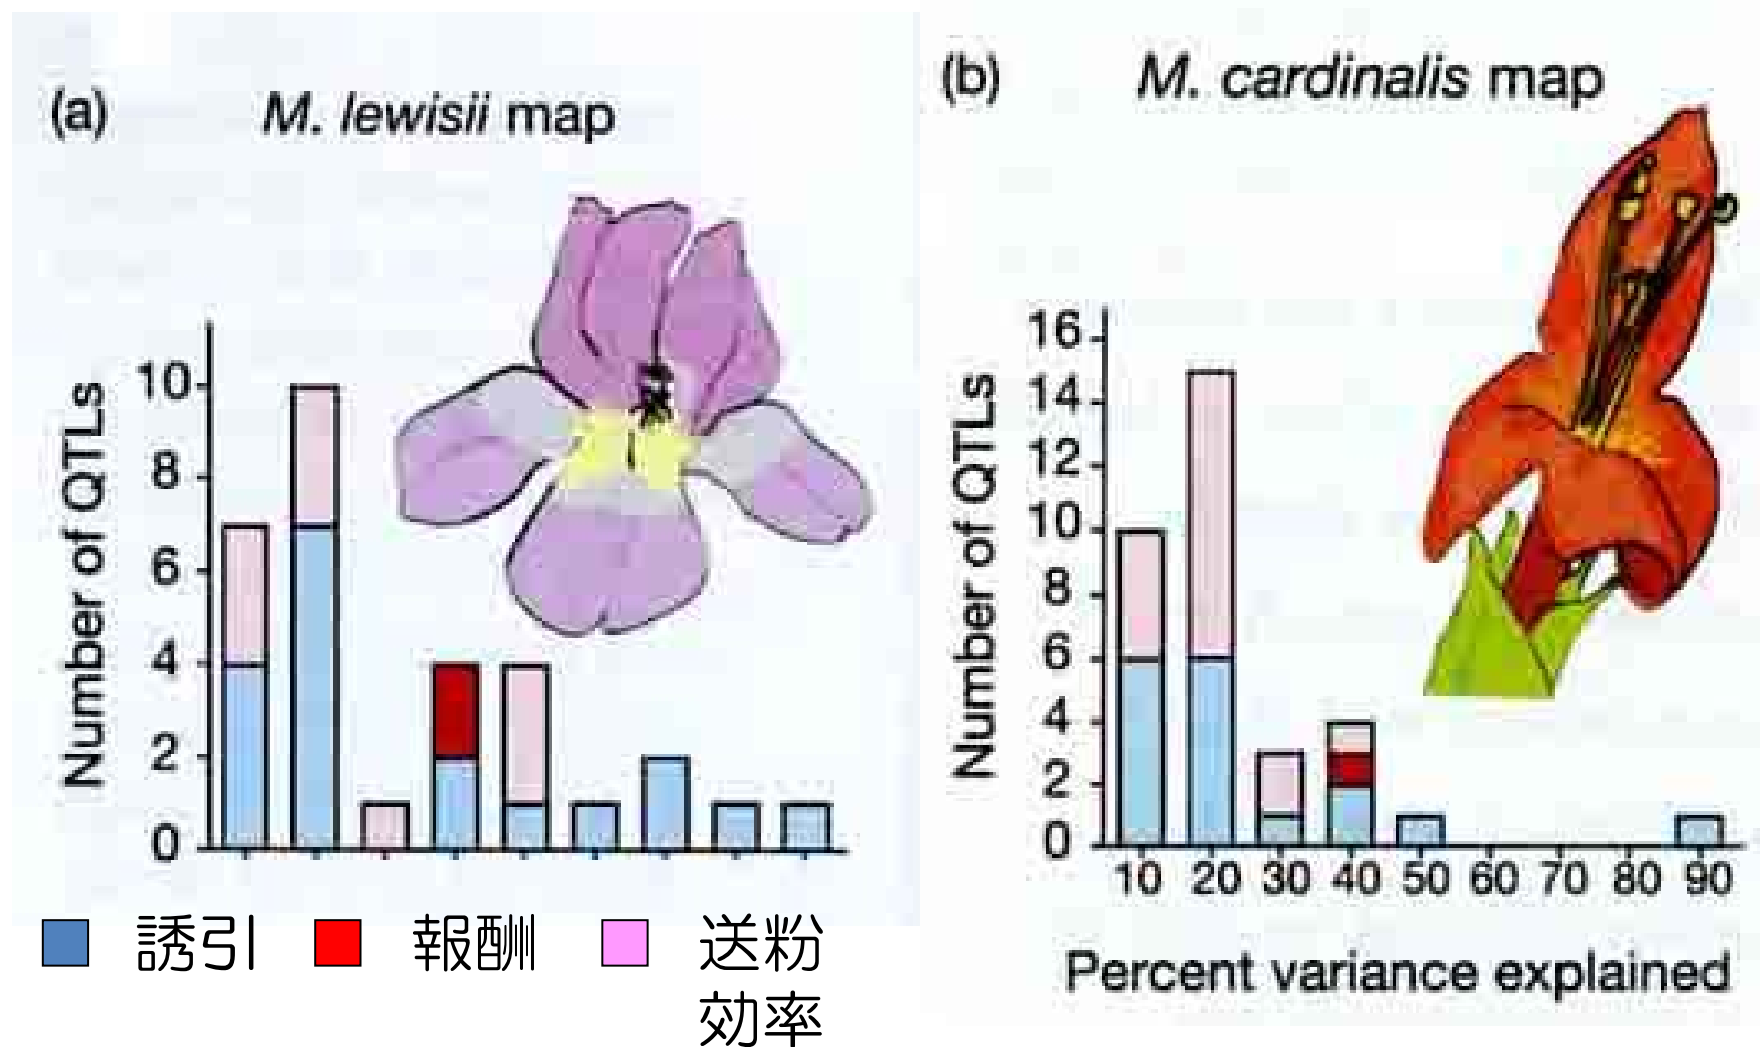 (a) M. lewisii map
Number of QTLs
10
8
6
4
2
0
誘引
報酬
送粉
効率
(b) M. cardinalis map
Number of QTLs
16
14
12
10
8
6
4
2
0
10 20 30 40 50 60 70 80 90
Percent variance explained